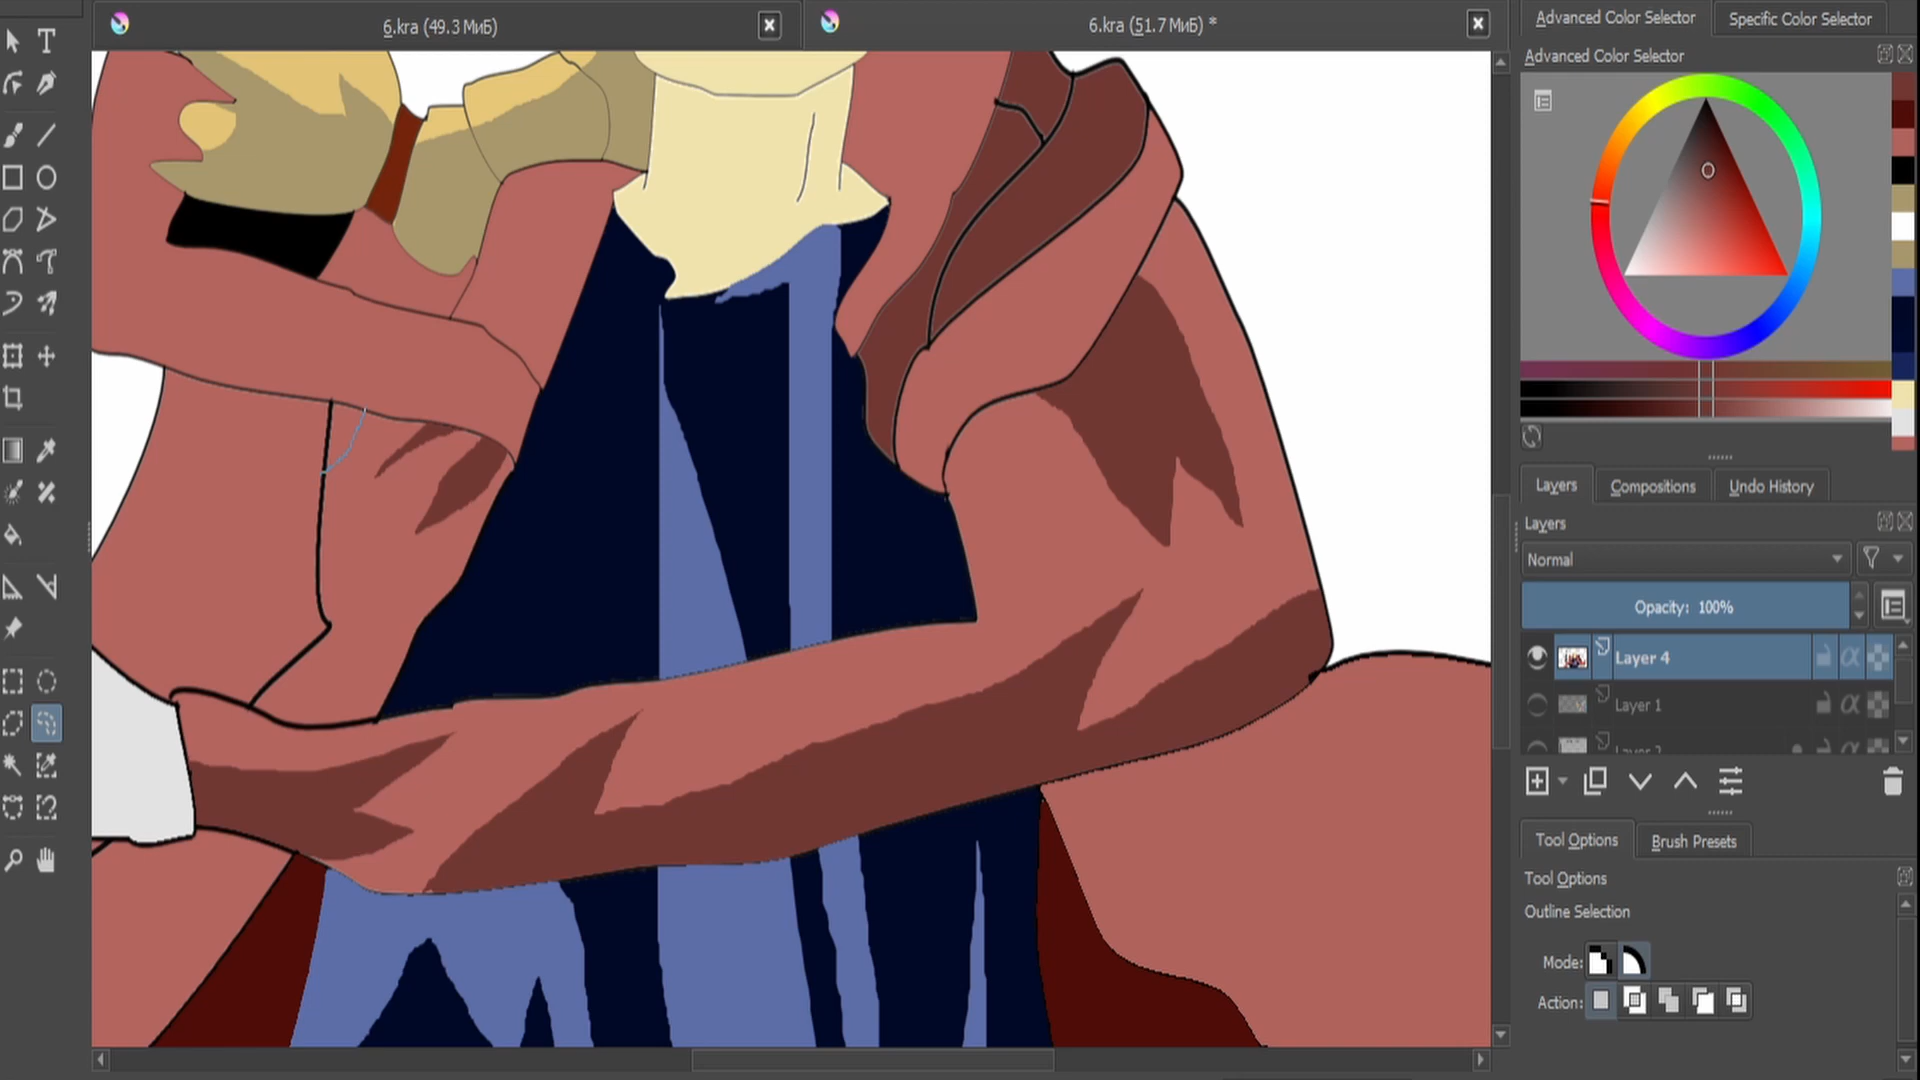 6.kra (49.3 МиБ)
6.kra (51.7 МиБ) *
Advanced Color Selector
Specific Color Selector
Advanced Color Selector
Layers
Compositions
Undo History
Layers
Normal
Opacity: 100%
Layer 4
Layer 1
Tool Options
Brush Presets
Tool Options
Outline Selection
Mode:
Action: